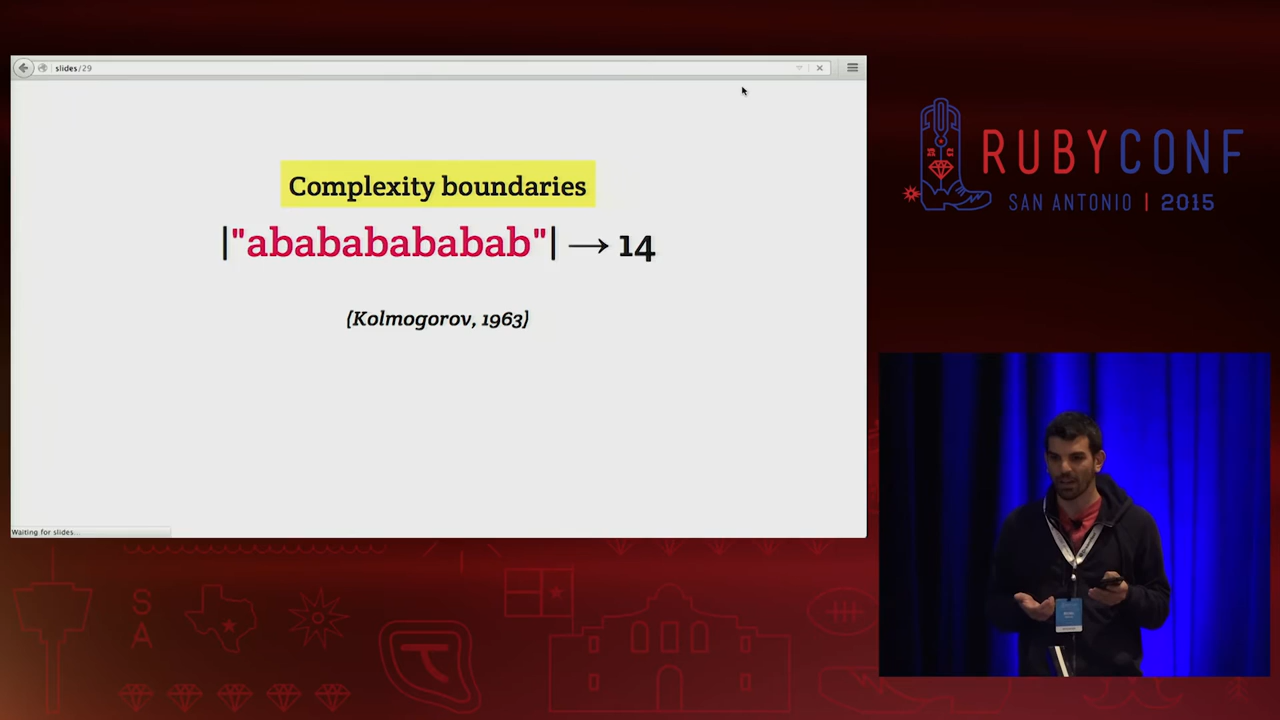 slides/29
Complexity boundaries
|"abababababab"| → 14
(Kolmogorov, 1963)
Waiting for slides...
RUBYCONF
SAN ANTONIO | 2015
S
A